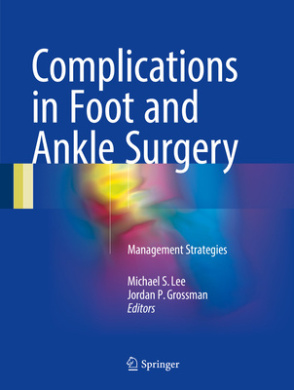 Complications
in Foot and
Ankle Surgery
Management Strategies
Michael S. Lee
Jordan P. Grossman
Editors
Springer